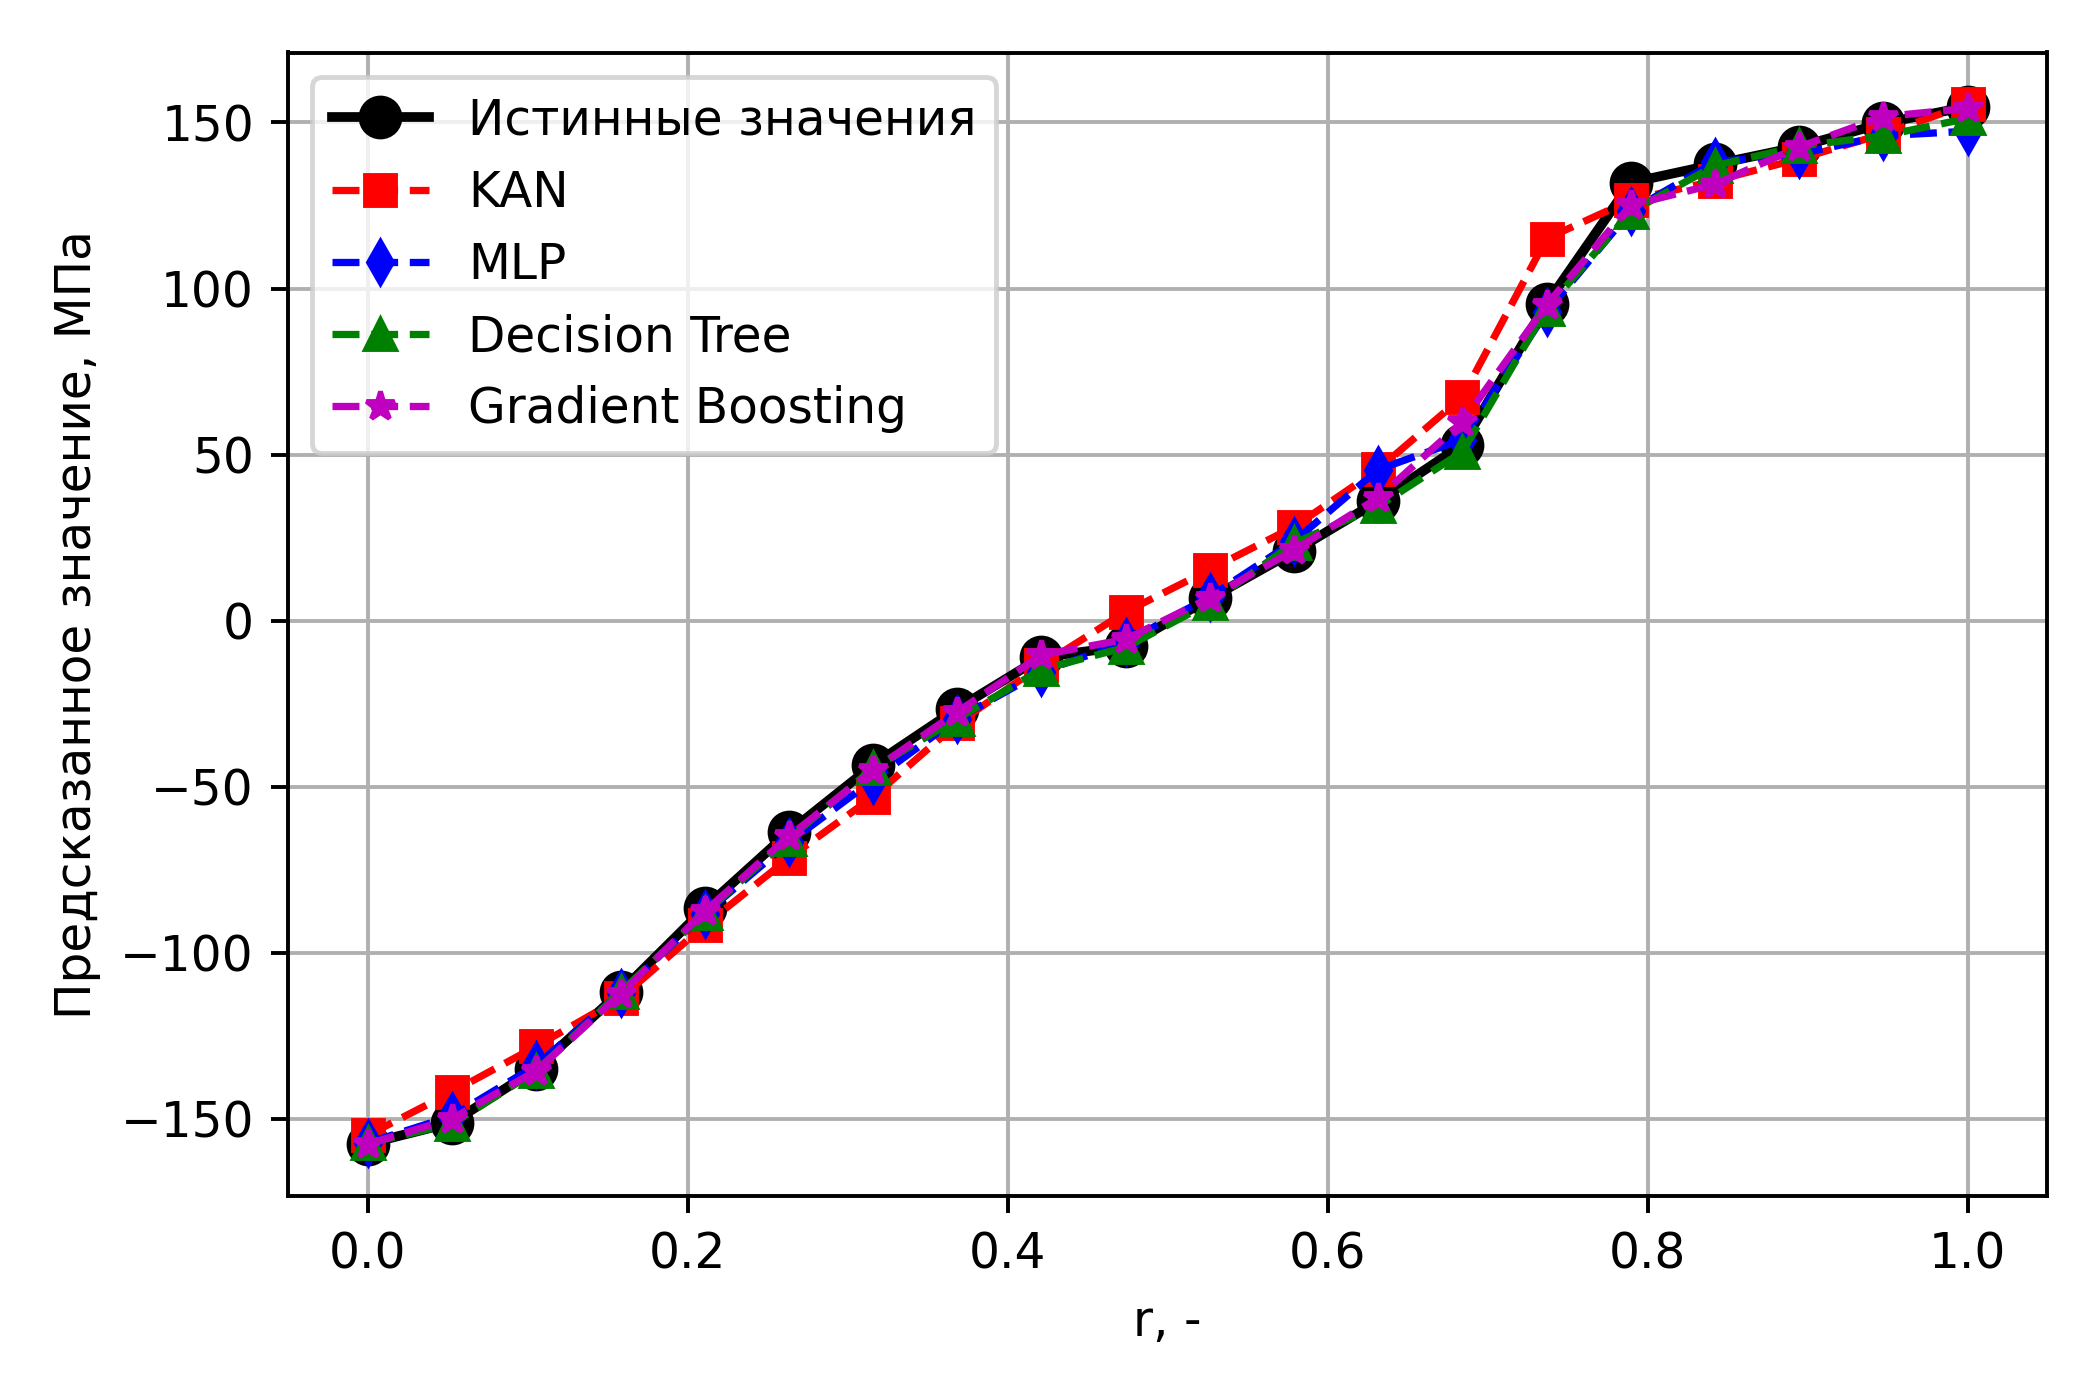 Истинные значения
KAN
MLP
Decision Tree
Gradient Boosting
Предсказанное значение, МПа
150
100
50
0
−50
−100
−150
0.0 0.2 0.4 0.6 0.8 1.0
r, -